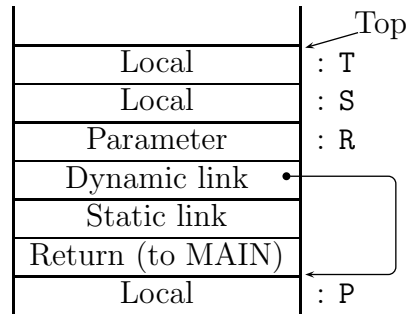 Top
Local : T
Local : S
Parameter : R
Dynamic link
Static link
Return (to MAIN)
Local : P